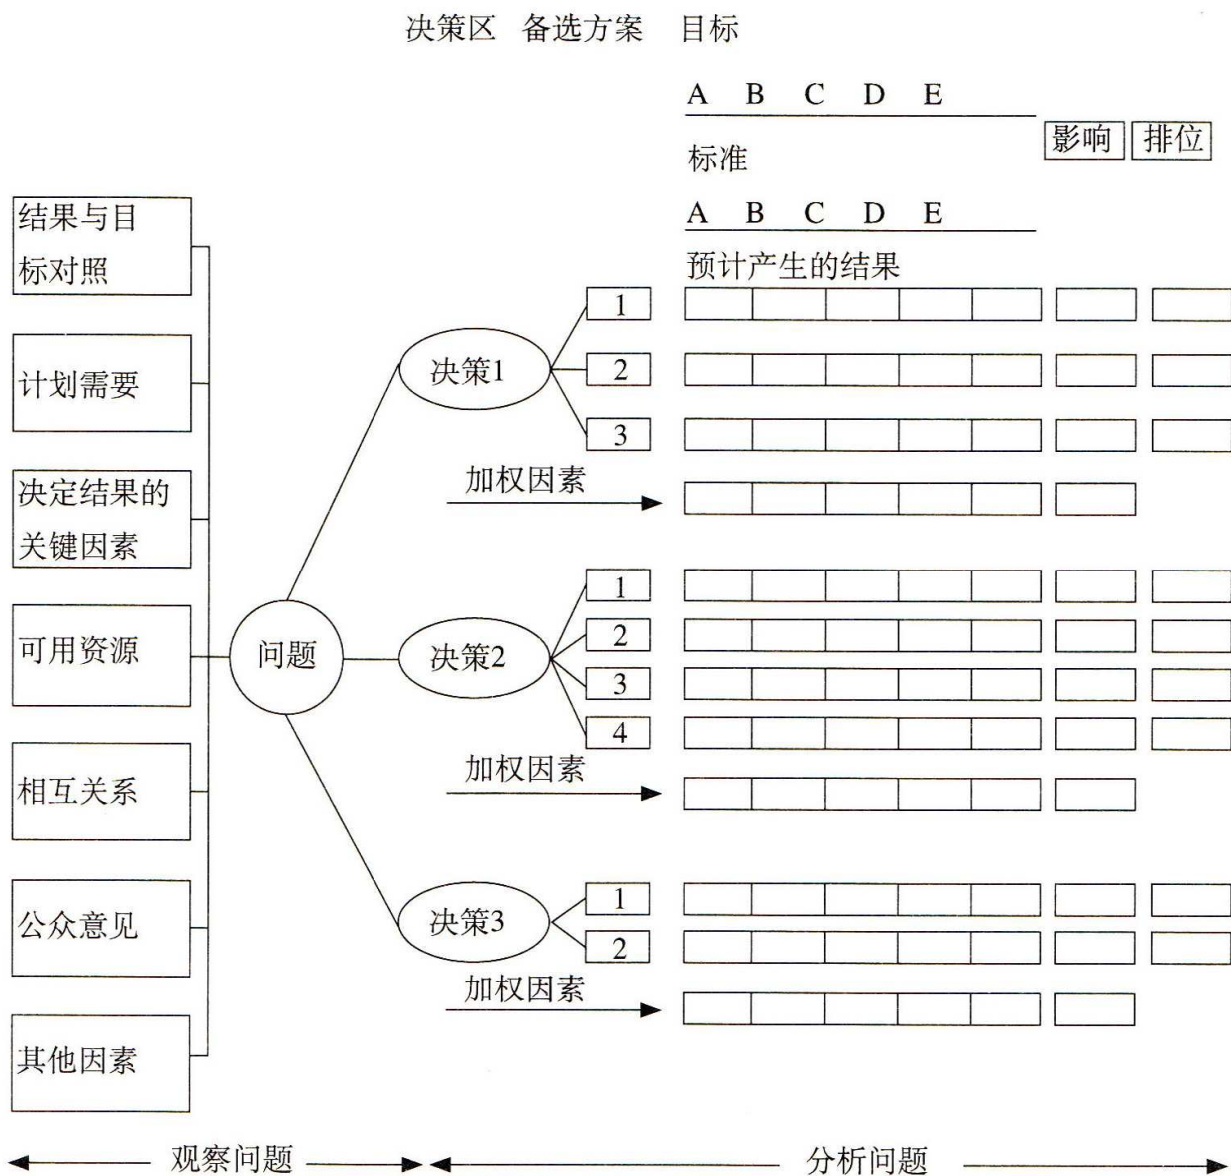 决策区 备选方案 目标
A B C D E
标准
影响 排位
A B C D E
预计产生的结果
结果与目
标对照
计划需要
决定结果的
关键因素
可用资源
相互关系
公众意见
其他因素
问题
决策1
1
2
3
加权因素
决策2
1
2
3
4
加权因素
决策3
1
2
加权因素
观察问题
分析问题